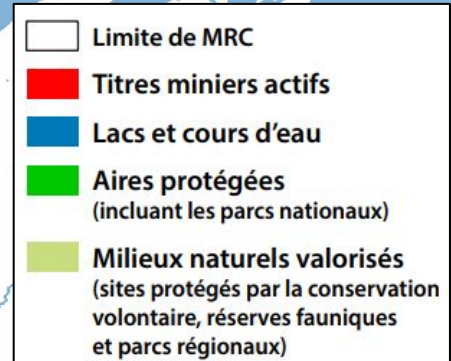 Limite de MRC
Titres miniers actifs
Lacs et cours d'eau
Aires protégées
(incluant les parcs nationaux)
Milieux naturels valorisés
(sites protégés par la conservation
volontaire, réserves fauniques
et parcs régionaux)